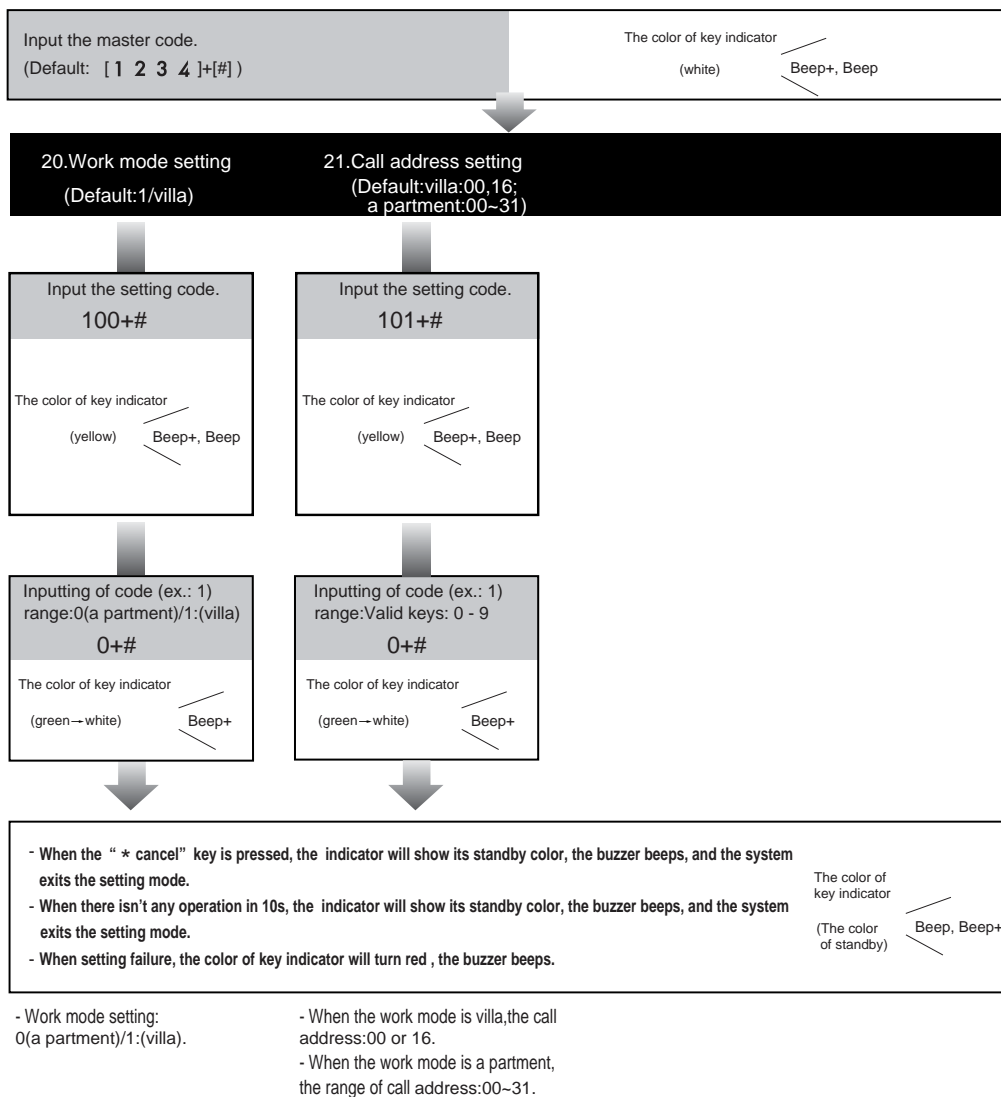 Input the master code.
(Default: [ 1 2 3 4 ]+[#] )
The color of key indicator
(white)
Beep+, Beep
20.Work mode setting
(Default:1/villa)
21.Call address setting
(Default:villa:00,16;
a partment:00~31)
Input the setting code.
100+#
The color of key indicator
(yellow)
Beep+, Beep
Input the setting code.
101+#
The color of key indicator
(yellow)
Beep+, Beep
Inputting of code (ex.: 1)
range:0(a partment)/1:(villa)
0+#
The color of key indicator
(green→white)
Beep+
Inputting of code (ex.: 1)
range:Valid keys: 0 - 9
0+#
The color of key indicator
(green→white)
Beep+
- When the “ * cancel” key is pressed, the indicator will show its standby color, the buzzer beeps, and the system
exits the setting mode.
- When there isn’t any operation in 10s, the indicator will show its standby color, the buzzer beeps, and the system
exits the setting mode.
- When setting failure, the color of key indicator will turn red , the buzzer beeps.
The color of
key indicator
(The color
of standby)
Beep, Beep+
- Work mode setting:
0(a partment)/1:(villa).
- When the work mode is villa,the call
address:00 or 16.
- When the work mode is a partment,
the range of call address:00~31.